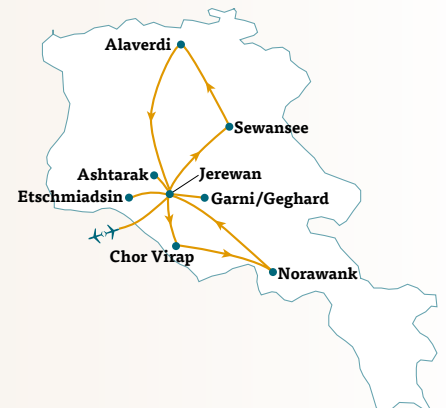 Alaverdi
Sewansee
Ashtarak
Jerewan
Etschmiadsin
Garni/Geghard
Chor Virap
Norawank